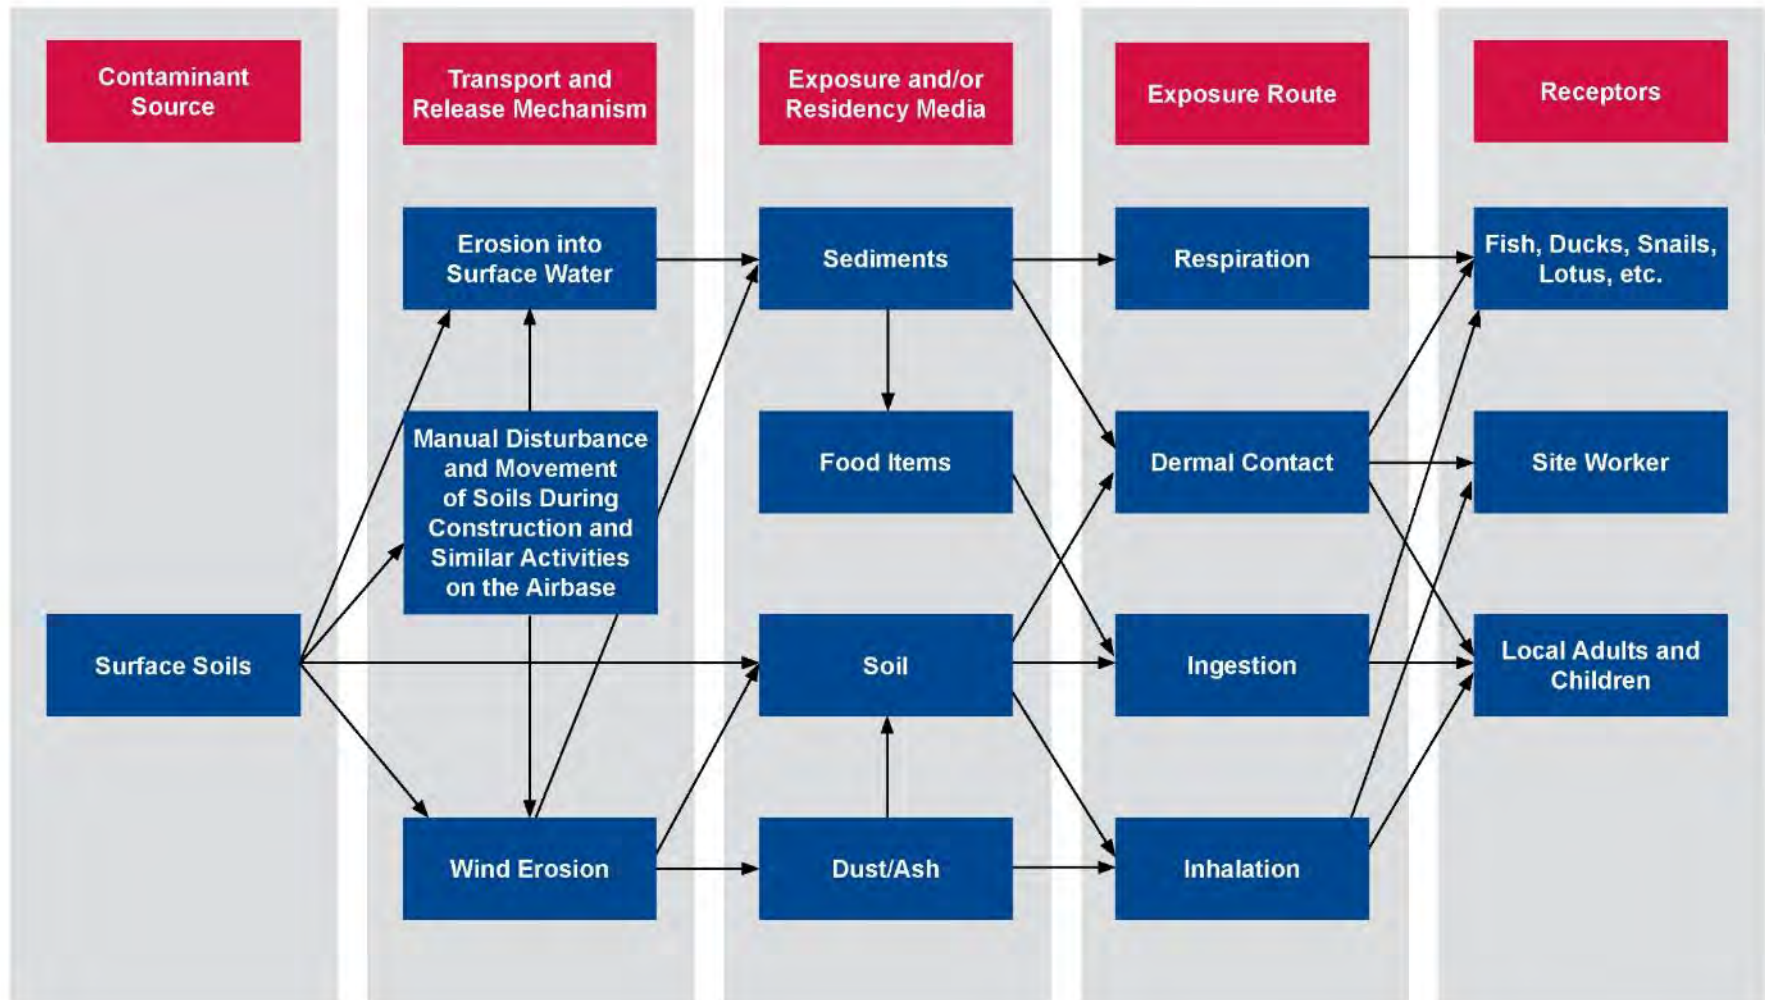 Contaminant
Source
Transport and
Release Mechanism
Exposure and/or
Residency Media
Exposure Route
Receptors
Erosion into
Surface Water
Sediments
Respiration
Fish, Ducks, Snails,
Lotus, etc.
Manual Disturbance
and Movement
of Soils During
Construction and
Similar Activities
on the Airbase
Food Items
Dermal Contact
Site Worker
Surface Soils
Soil
Ingestion
Local Adults and
Children
Wind Erosion
Dust/Ash
Inhalation